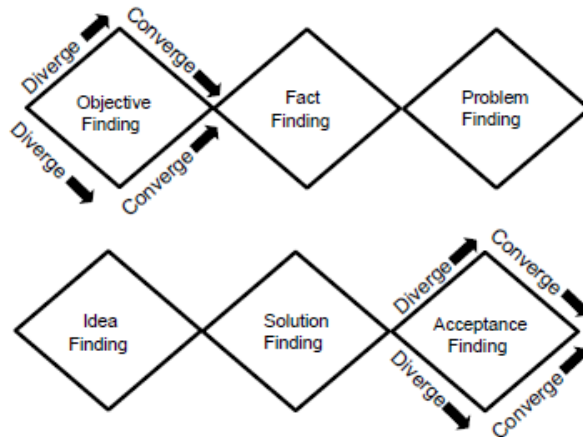 Diverge
Converge
Objective
Finding
Diverge
Converge
Fact
Finding
Problem
Finding
Idea
Finding
Solution
Finding
Diverge
Converge
Acceptance
Finding
Diverge
Converge